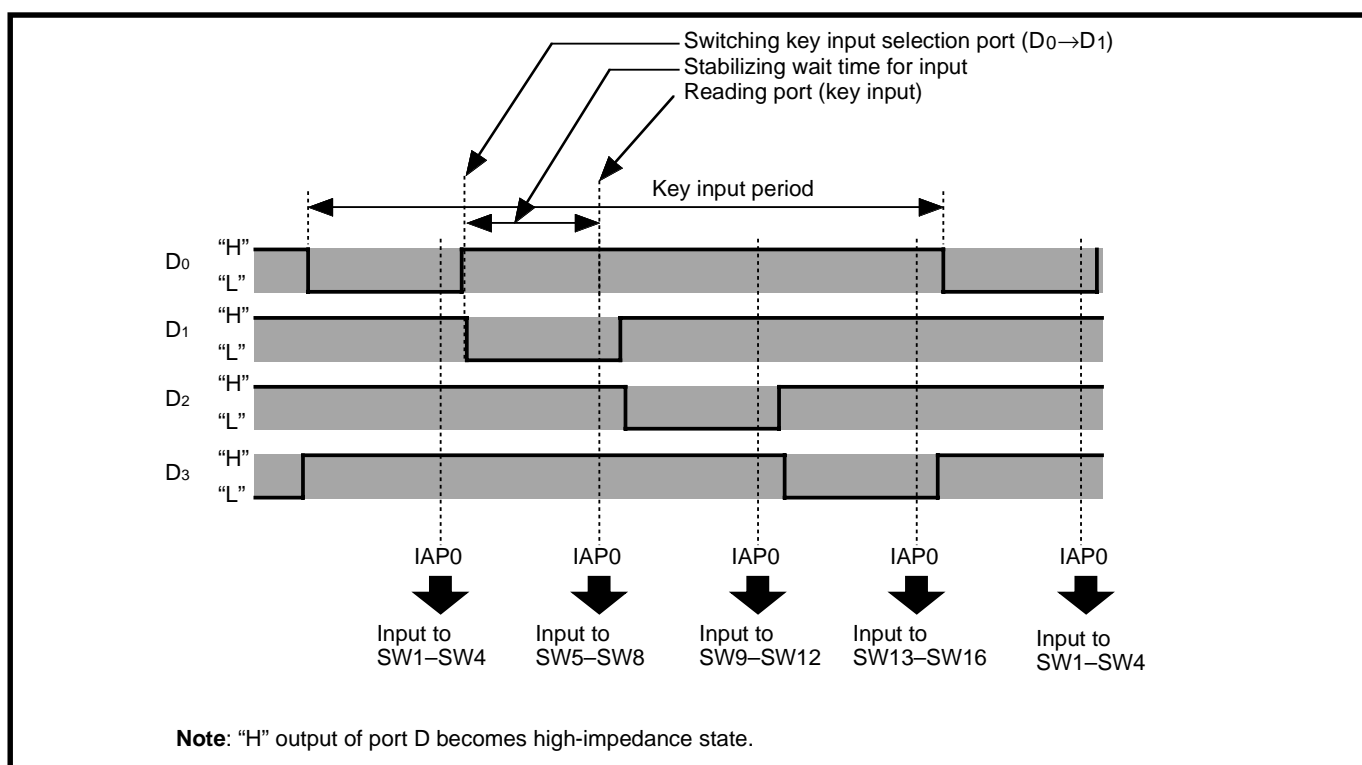 Switching key input selection port (D0→D1)
Stabilizing wait time for input
Reading port (key input)
Key input period
D0 “H”
“L”
D1 “H”
“L”
D2 “H”
“L”
D3 “H”
“L”
IAP0 IAP0 IAP0 IAP0 IAP0
Input to Input to Input to Input to Input to
SW1–SW4 SW5–SW8 SW9–SW12 SW13–SW16 SW1–SW4
Note: “H” output of port D becomes high-impedance state.